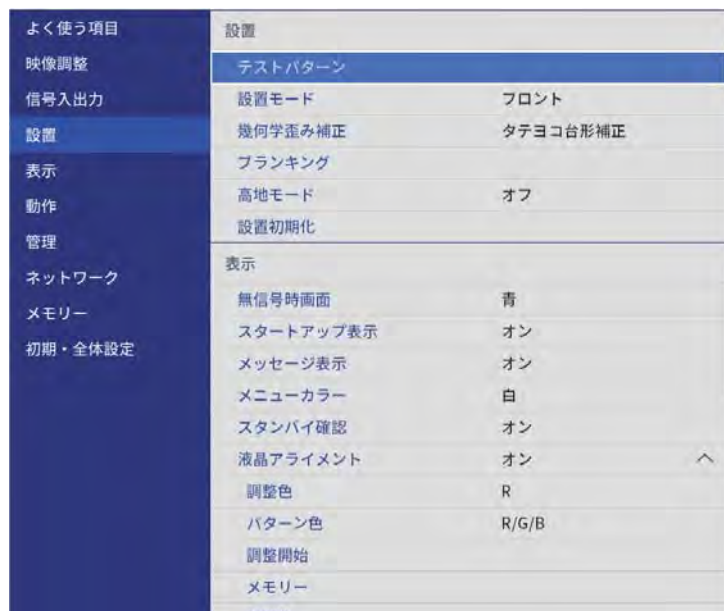 よく使う項目
映像調整
信号入出力
設置
表示
動作
管理
ネットワーク
メモリー
初期・全体設定
設置
テストパターン
設置モード フロント
幾何学歪み補正 タテヨコ台形補正
ブランキング
高地モード オフ
設置初期化
表示
無信号時画面 青
スタートアップ表示 オン
メッセージ表示 オン
メニューカラー 白
スタンバイ確認 オン
液晶アライメント オン
調整色 R
パターン色 R/G/B
調整開始
メモリー